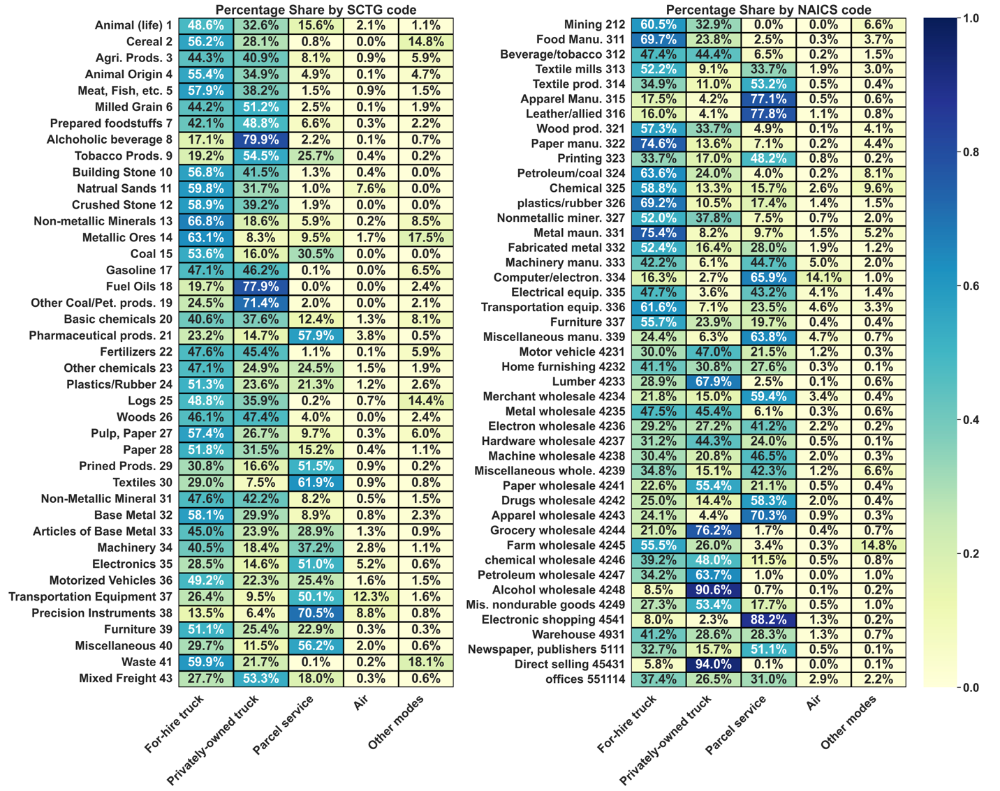 Percentage Share by SCTG code
Animal (life) 1 48.6% 32.6% 15.6% 2.1% 1.1%
Cereal 2 56.2% 28.1% 0.8% 0.0% 14.8%
Agri. Prods. 3 44.3% 40.9% 8.1% 0.9% 5.9%
Animal Origin 4 55.4% 34.9% 4.9% 0.1% 4.7%
Meat, Fish, etc. 5 57.9% 38.2% 1.5% 0.9% 1.5%
Milled Grain 6 44.2% 51.2% 2.5% 0.1% 1.9%
Prepared foodstuffs 7 42.1% 48.8% 6.6% 0.3% 2.2%
Alchoholic beverage 8 17.1% 79.9% 2.2% 0.1% 0.7%
Tobacco Prods. 9 19.2% 54.5% 25.7% 0.4% 0.2%
Building Stone 10 56.8% 41.5% 1.3% 0.4% 0.0%
Natrual Sands 11 59.8% 31.7% 1.0% 7.6% 0.0%
Crushed Stone 12 58.9% 39.2% 1.9% 0.0% 0.0%
Non-metallic Minerals 13 66.8% 18.6% 5.9% 0.2% 8.5%
Metallic Ores 14 63.1% 8.3% 9.5% 1.7% 17.5%
Coal 15 53.6% 16.0% 30.5% 0.0% 0.0%
Gasoline 17 47.1% 46.2% 0.1% 0.0% 6.5%
Fuel Oils 18 19.7% 77.9% 0.0% 0.0% 2.4%
Other Coal/Pet. prods. 19 24.5% 71.4% 2.0% 0.0% 2.1%
Basic chemicals 20 40.6% 37.6% 12.4% 1.3% 8.1%
Pharmaceutical prods. 21 23.2% 14.7% 57.9% 3.8% 0.5%
Fertilizers 22 47.6% 45.4% 1.1% 0.1% 5.9%
Other chemicals 23 47.1% 24.9% 24.5% 1.5% 1.9%
Plastics/Rubber 24 51.3% 23.6% 21.3% 1.2% 2.6%
Logs 25 48.8% 35.9% 0.2% 0.7% 14.4%
Woods 26 46.1% 47.4% 4.0% 0.0% 2.4%
Pulp, Paper 27 57.4% 26.7% 9.7% 0.3% 6.0%
Paper 28 51.8% 31.5% 15.2% 0.4% 1.1%
Prined Prods. 29 30.8% 16.6% 51.5% 0.9% 0.2%
Textiles 30 29.0% 7.5% 61.9% 0.9% 0.8%
Non-Metallic Mineral 31 47.6% 42.2% 8.2% 0.5% 1.5%
Base Metal 32 58.1% 29.9% 8.9% 0.8% 2.3%
Articles of Base Metal 33 45.0% 23.9% 28.9% 1.3% 0.9%
Machinery 34 40.5% 18.4% 37.2% 2.8% 1.1%
Electronics 35 28.5% 14.6% 51.0% 5.2% 0.6%
Motorized Vehicles 36 49.2% 22.3% 25.4% 1.6% 1.5%
Transportation Equipment 37 26.4% 9.5% 50.1% 12.3% 1.6%
Precision Instruments 38 13.5% 6.4% 70.5% 8.8% 0.8%
Furniture 39 51.1% 25.4% 22.9% 0.3% 0.3%
Miscellaneous 40 29.7% 11.5% 56.2% 2.0% 0.6%
Waste 41 59.9% 21.7% 0.1% 0.2% 18.1%
Mixed Freight 43 27.7% 53.3% 18.0% 0.3% 0.6%
For-hire truck
Privately-owned truck
Parcel service
Air
Other modes
Percentage Share by NAICS code
Mining 212 60.5% 32.9% 0.0% 0.0% 6.6%
Food Manu. 311 69.7% 23.8% 2.5% 0.3% 3.7%
Beverage/tobacco 312 47.4% 44.4% 6.5% 0.2% 1.5%
Textile mills 313 52.2% 9.1% 33.7% 1.9% 3.0%
Textile prod. 314 34.9% 11.0% 53.2% 0.5% 0.4%
Apparel Manu. 315 17.5% 4.2% 77.1% 0.5% 0.6%
Leather/allied 316 16.0% 4.1% 77.8% 1.1% 0.8%
Wood prod. 321 57.3% 33.7% 4.9% 0.1% 4.1%
Paper manu. 322 74.6% 13.6% 7.1% 0.2% 4.4%
Printing 323 33.7% 17.0% 48.2% 0.8% 0.2%
Petroleum/coal 324 63.6% 24.0% 4.0% 0.2% 8.1%
Chemical 325 58.8% 13.3% 15.7% 2.6% 9.6%
plastics/rubber 326 69.2% 10.5% 17.4% 1.4% 1.5%
Nonmetallic miner. 327 52.0% 37.8% 7.5% 0.7% 2.0%
Metal maun. 331 75.4% 8.2% 9.7% 1.5% 5.2%
Fabricated metal 332 52.4% 16.4% 28.0% 1.9% 1.2%
Machinery manu. 333 42.2% 6.1% 44.7% 5.0% 2.0%
Computer/electron. 334 16.3% 2.7% 65.9% 14.1% 1.0%
Electrical equip. 335 47.7% 3.6% 43.2% 4.1% 1.4%
Transportation equip. 336 61.6% 7.1% 23.5% 4.6% 3.3%
Furniture 337 55.7% 23.9% 19.7% 0.4% 0.4%
Miscellaneous manu. 339 24.4% 6.3% 63.8% 4.7% 0.7%
Motor vehicle 4231 30.0% 47.0% 21.5% 1.2% 0.3%
Home furnishing 4232 41.1% 30.8% 27.6% 0.3% 0.1%
Lumber 4233 28.9% 67.9% 2.5% 0.1% 0.6%
Merchant wholesale 4234 21.8% 15.0% 59.4% 3.4% 0.4%
Metal wholesale 4235 47.5% 45.4% 6.1% 0.3% 0.6%
Electron wholesale 4236 29.2% 27.2% 41.2% 2.2% 0.2%
Hardware wholesale 4237 31.2% 44.3% 24.0% 0.5% 0.1%
Machine wholesale 4238 30.4% 20.8% 46.5% 2.0% 0.3%
Miscellaneous whole. 4239 34.8% 15.1% 42.3% 1.2% 6.6%
Paper wholesale 4241 22.6% 55.4% 21.1% 0.5% 0.4%
Drugs wholesale 4242 25.0% 14.4% 58.3% 2.0% 0.4%
Apparel wholesale 4243 24.1% 4.4% 70.3% 0.9% 0.3%
Grocery wholesale 4244 21.0% 76.2% 1.7% 0.4% 0.7%
Farm wholesale 4245 55.5% 26.0% 3.4% 0.3% 14.8%
chemical wholesale 4246 39.2% 48.0% 11.5% 0.5% 0.8%
Petroleum wholesale 4247 34.2% 63.7% 1.0% 0.0% 1.0%
Alcohol wholesale 4248 8.5% 90.6% 0.7% 0.1% 0.2%
Mis. nondurable goods 4249 27.3% 53.4% 17.7% 0.5% 1.0%
Electronic shopping 4541 8.0% 2.3% 88.2% 1.3% 0.2%
Warehouse 4931 41.2% 28.6% 28.3% 1.3% 0.7%
Newspaper, publishers 5111 32.7% 15.7% 51.1% 0.5% 0.1%
Direct selling 45431 5.8% 94.0% 0.1% 0.0% 0.1%
offices 551114 37.4% 26.5% 31.0% 2.9% 2.2%
For-hire truck
Privately-owned truck
Parcel service
Air
Other modes
1.0
0.8
0.6
0.4
0.2
0.0